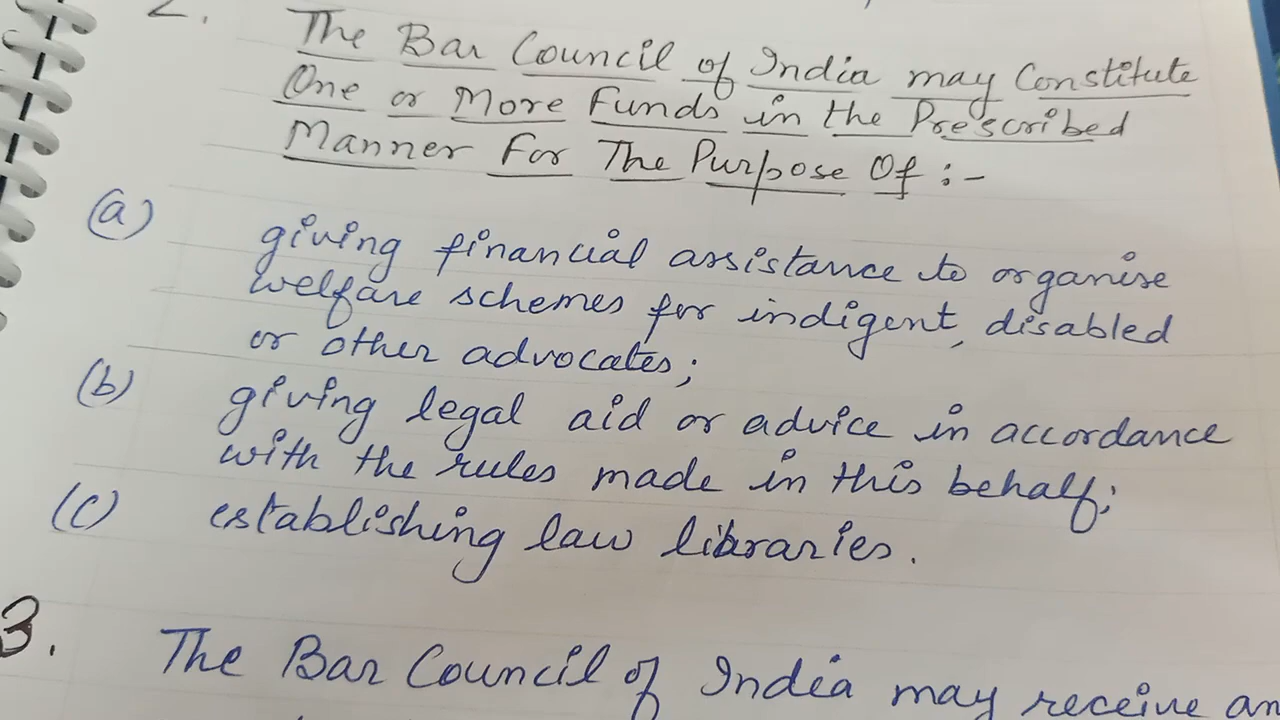 2. The Bar Council of India may Constitute
One or More Funds in the Prescribed
Manner For The Purpose Of :-
(a) giving financial assistance to organise
welfare schemes for indigent, disabled
or other advocates;
(b) giving legal aid or advice in accordance
with the rules made in this behalf;
(c) establishing law libraries.
3. The Bar Council of India may receive an